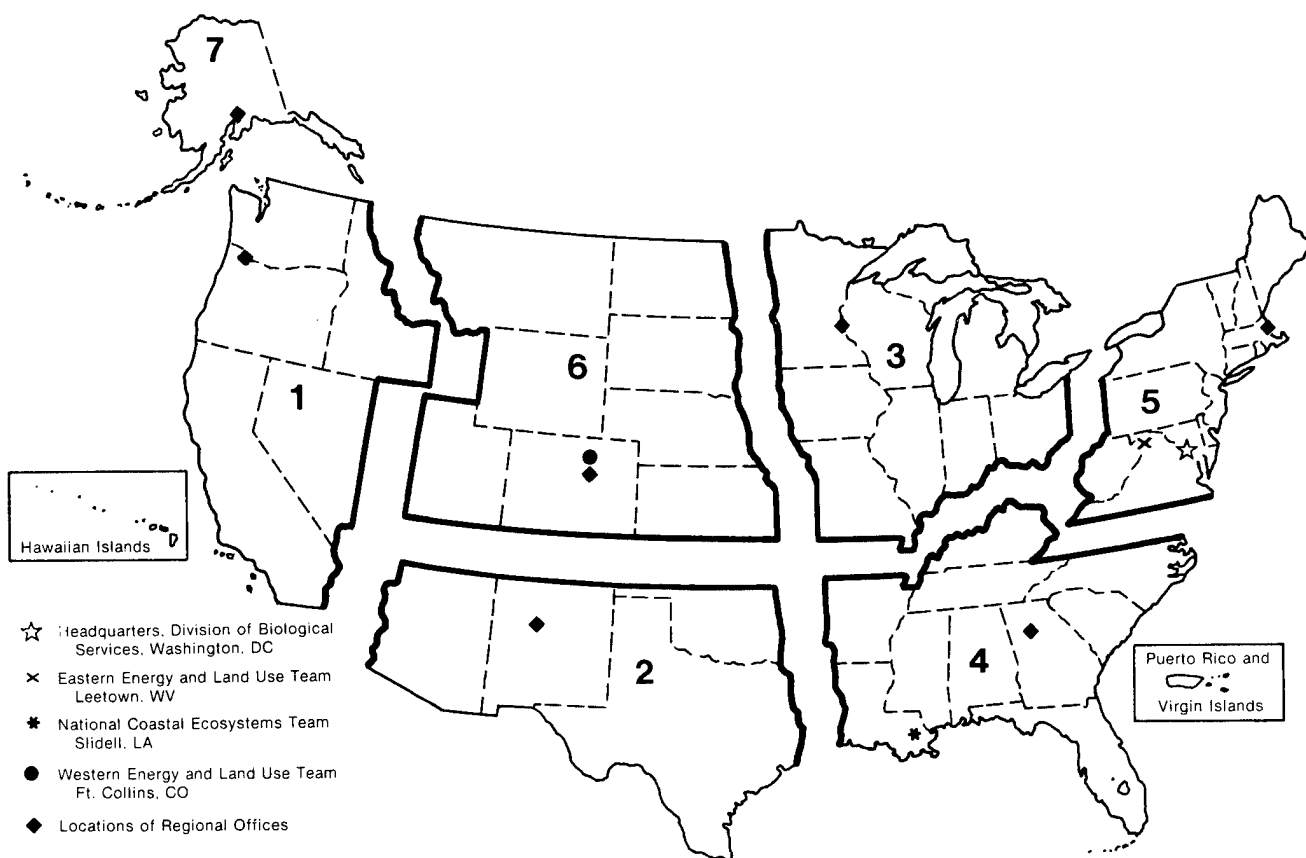 7
6
3
1
5
Hawaiian Islands
2
4
Puerto Rico and
Virgin Islands
Headquarters, Division of Biological
Services, Washington, DC
Eastern Energy and Land Use Team
Leetown, WV
National Coastal Ecosystems Team
Slidell, LA
Western Energy and Land Use Team
Ft. Collins, CO
Locations of Regional Offices